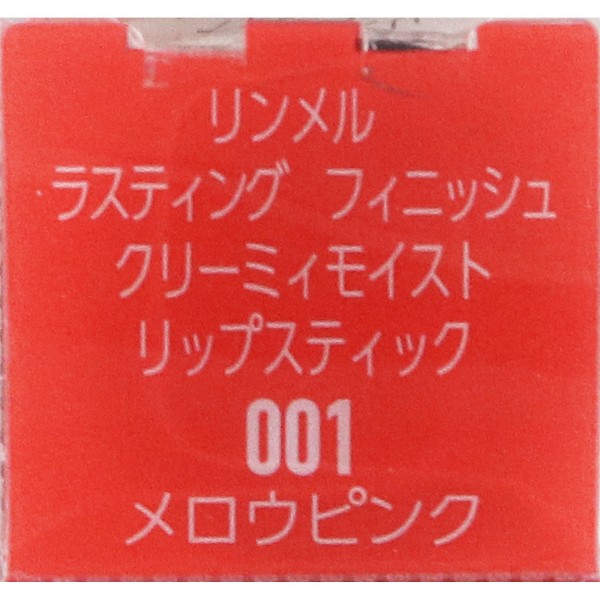 リンメル
ラスティング フィニッシュ
クリーミィモイスト
リップスティック
001
メロウピンク